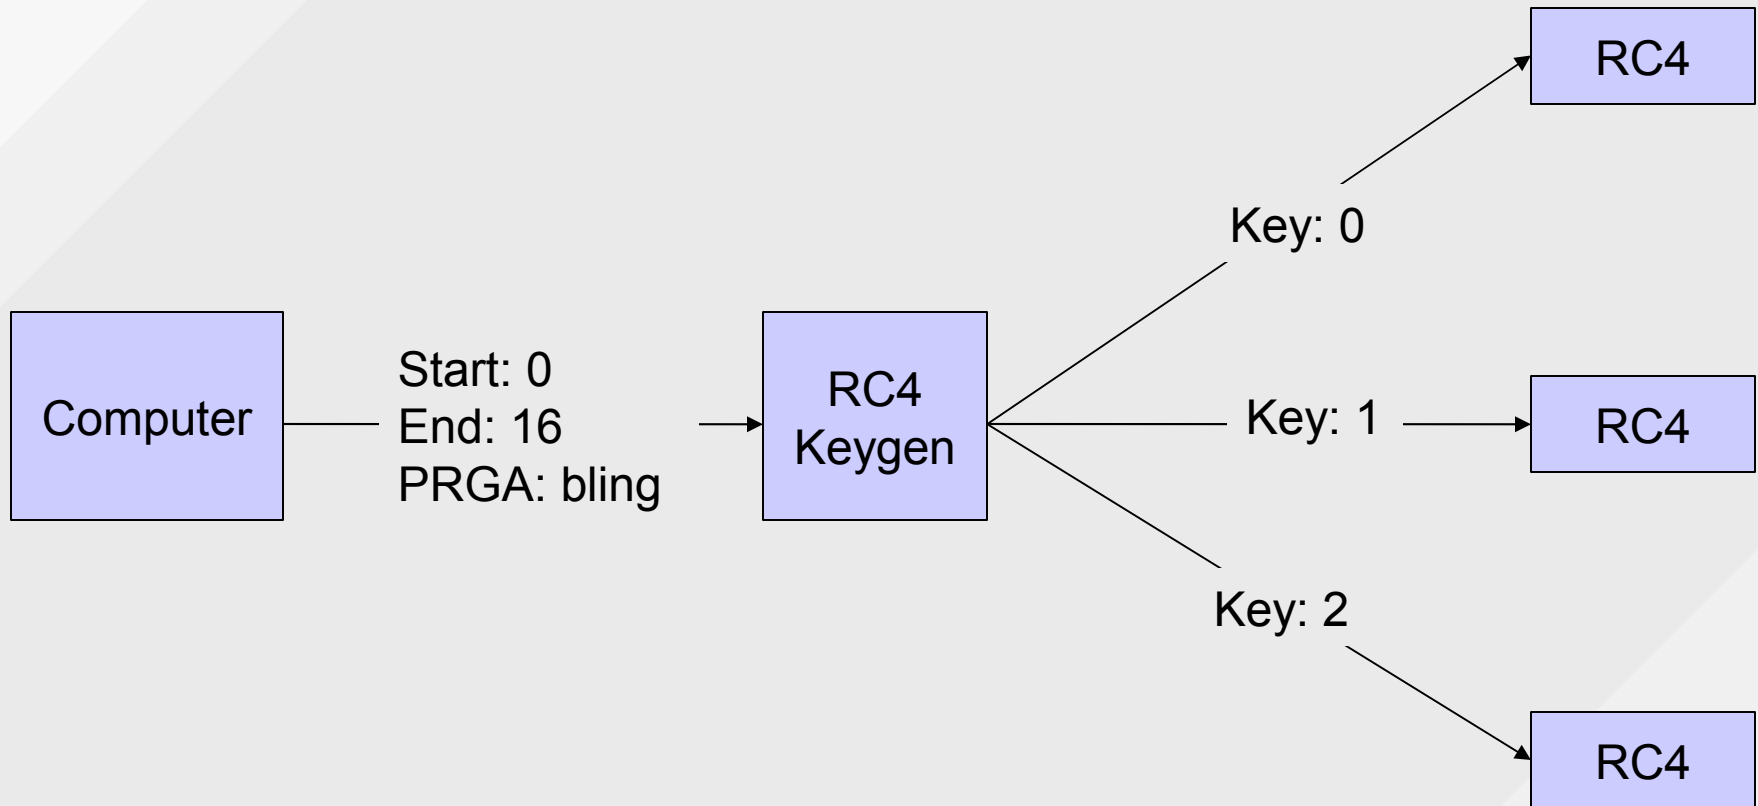 RC4
Key: 0
Computer
Start: 0
End: 16
PRGA: bling
RC4
Keygen
Key: 1
RC4
Key: 2
RC4